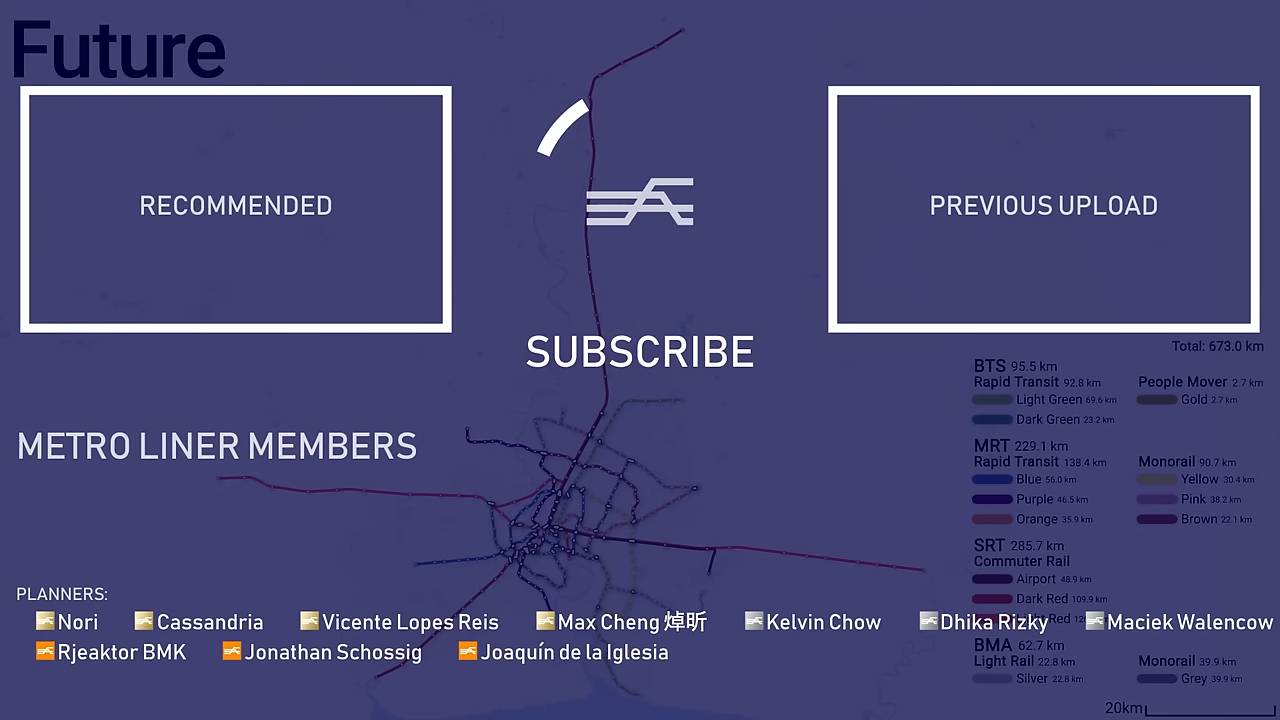 Future
RECOMMENDED
PREVIOUS UPLOAD
SUBSCRIBE
Total: 673.0 km
BTS 95.5 km
Rapid Transit 92.8 km
People Mover 2.7 km
Light Green 69.6 km
Gold 2.7 km
Dark Green 23.2 km
METRO LINER MEMBERS
MRT 229.1 km
Rapid Transit 138.4 km
Monorail 90.7 km
Blue 56.0 km
Yellow 30.4 km
Purple 46.5 km
Pink 38.2 km
Orange 35.9 km
Brown 22.1 km
SRT 285.7 km
Commuter Rail
Airport 48.9 km
Dark Red 109.9 km
PLANNERS:
Nori Cassandria Vicente Lopes Reis Max Cheng 焯昕 Kelvin Chow Dhika Rizky Maciek Walencow
Rjeaktor BMK Jonathan Schossig Joaquín de la Iglesia
BMA 62.7 km
Light Rail 22.8 km
Monorail 39.9 km
Silver 22.8 km
Grey 39.9 km
20km